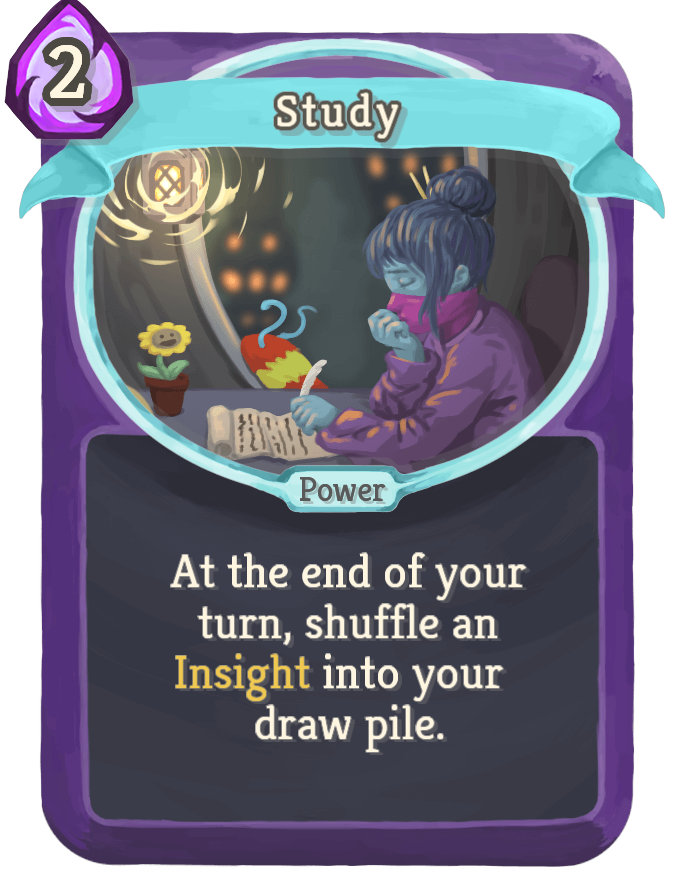 2
Study
Power
At the end of your
turn, shuffle an
Insight into your
draw pile.